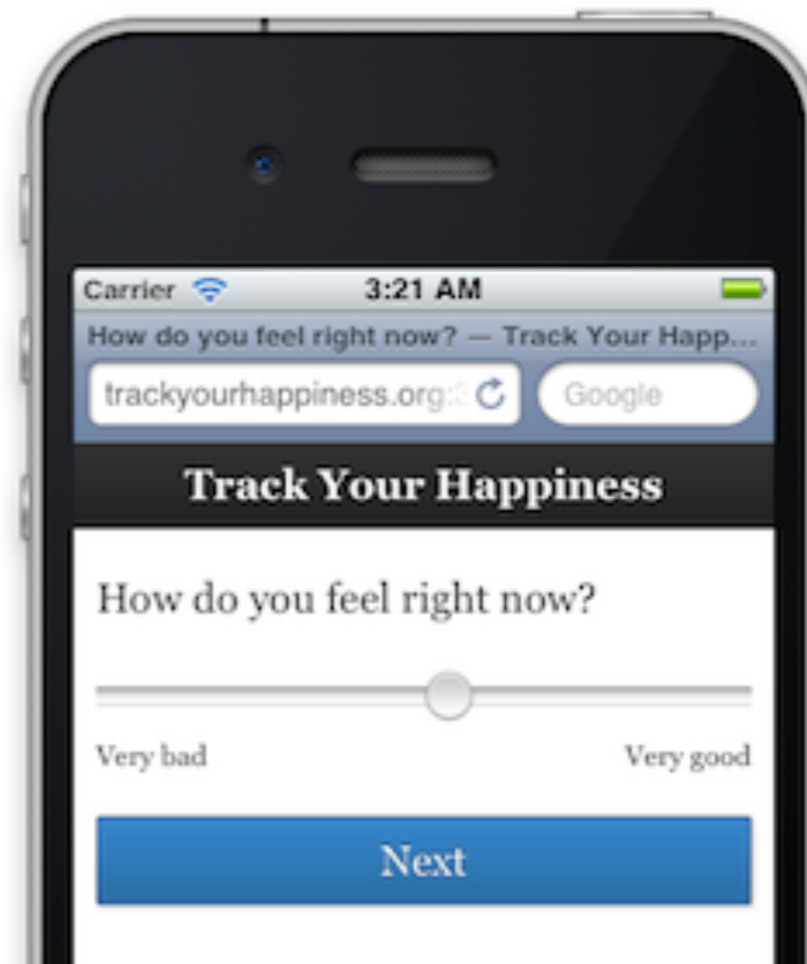 Carrier 3:21 AM
How do you feel right now? — Track Your Happ...
trackyourhappiness.org: Google
Track Your Happiness
How do you feel right now?
Very bad Very good
Next